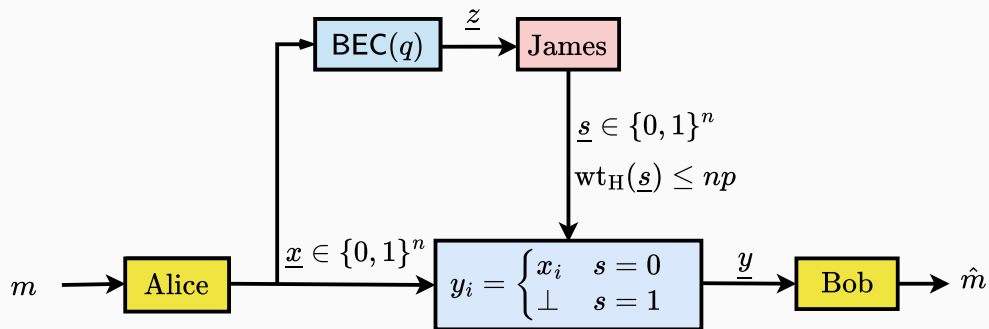 BEC(q)
z
James
s ∈ {0, 1}ⁿ
wt_H(s) ≤ np
x ∈ {0, 1}ⁿ
m
Alice
y_i = { x_i s = 0
⊥ s = 1
y
Bob
m̂